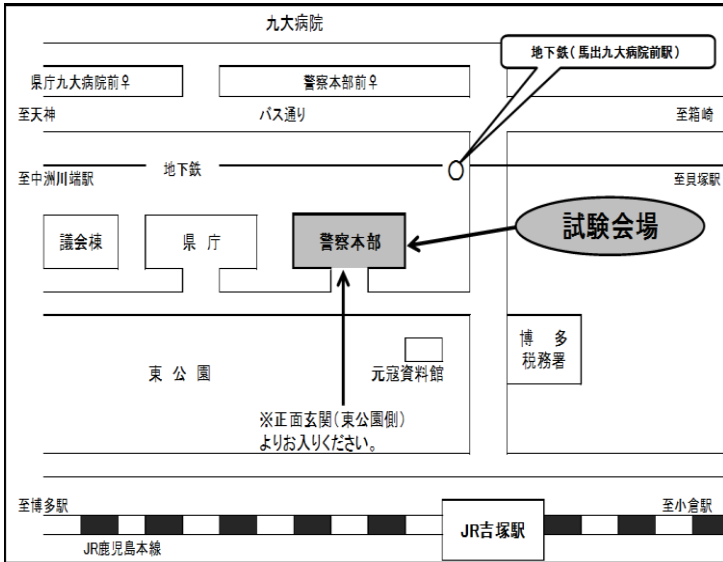 九大病院
地下鉄(馬出九大病院前駅)
県庁九大病院前♀
警察本部前♀
至天神
バス通り
至箱崎
地下鉄
至中洲川端駅
至貝塚駅
議会棟
県庁
警察本部
試験会場
博多
税務署
東公園
元寇資料館
※正面玄関(東公園側)
よりお入りください。
至博多駅
至小倉駅
JR吉塚駅
JR鹿児島本線